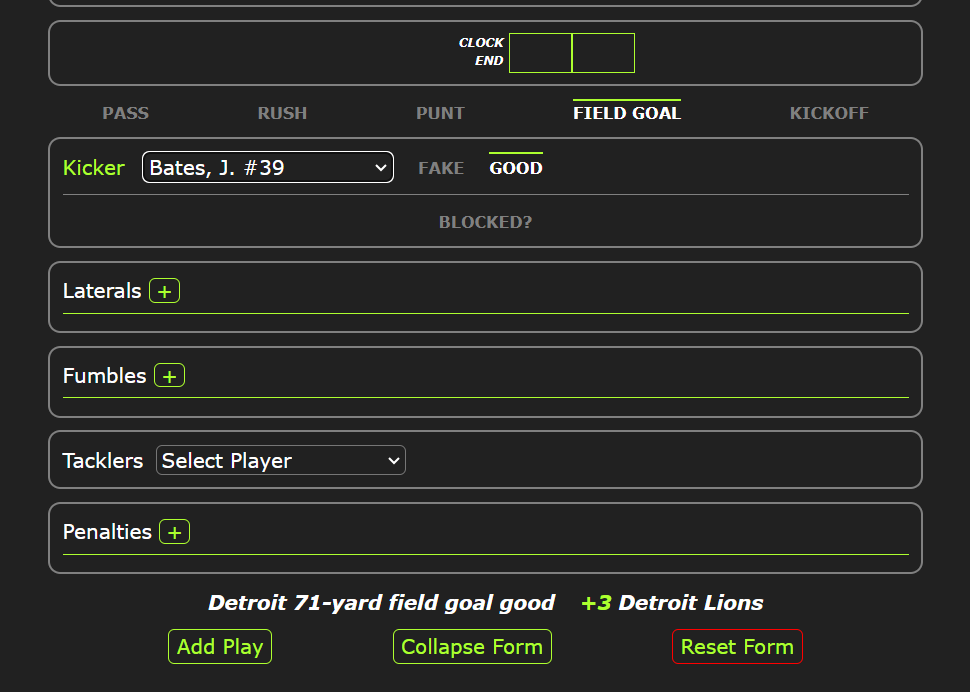 CLOCK
END
PASS RUSH PUNT FIELD GOAL KICKOFF
Kicker Bates, J. #39 FAKE GOOD
BLOCKED?
Laterals +
Fumbles +
Tacklers Select Player
Penalties +
Detroit 71-yard field goal good +3 Detroit Lions
Add Play Collapse Form Reset Form